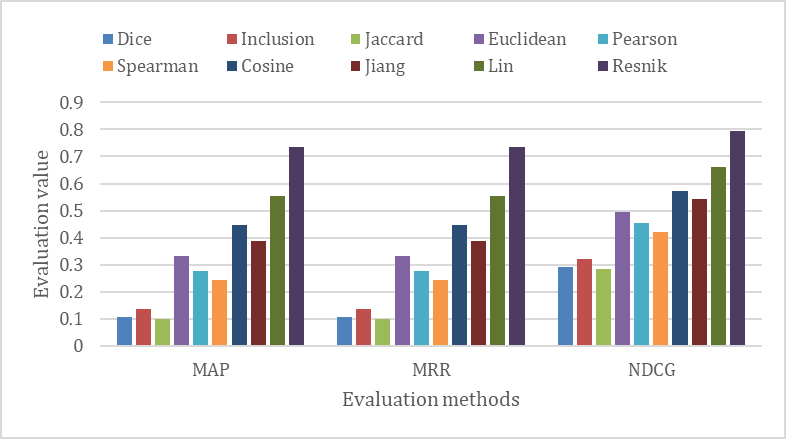 Dice Inclusion Jaccard Euclidean Pearson
Spearman Cosine Jiang Lin Resnik
0.9
0.8
0.7
0.6
0.5
0.4
0.3
0.2
0.1
0
Evaluation value
MAP MRR NDCG
Evaluation methods